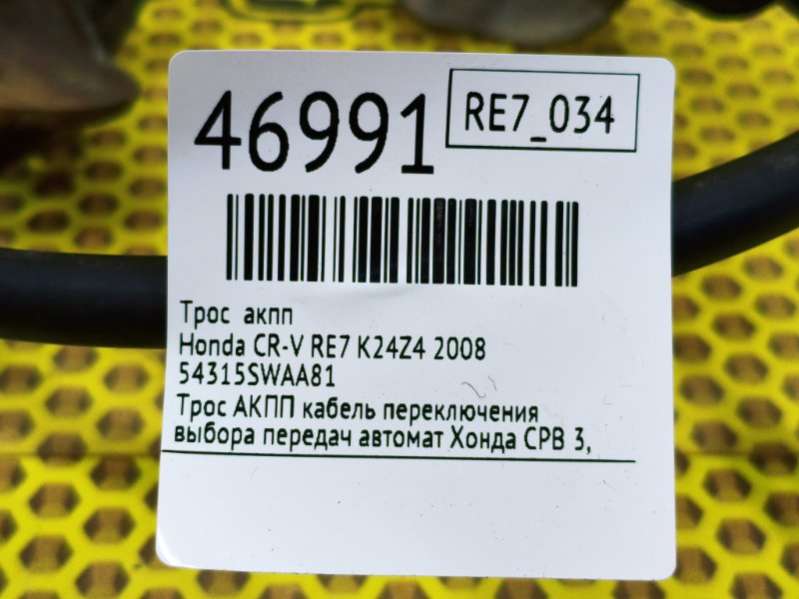 46991
RE7_034
Трос акпп
Honda CR-V RE7 K24Z4 2008
54315SWAA81
Трос АКПП кабель переключения
выбора передач автомат Хонда СРВ 3,